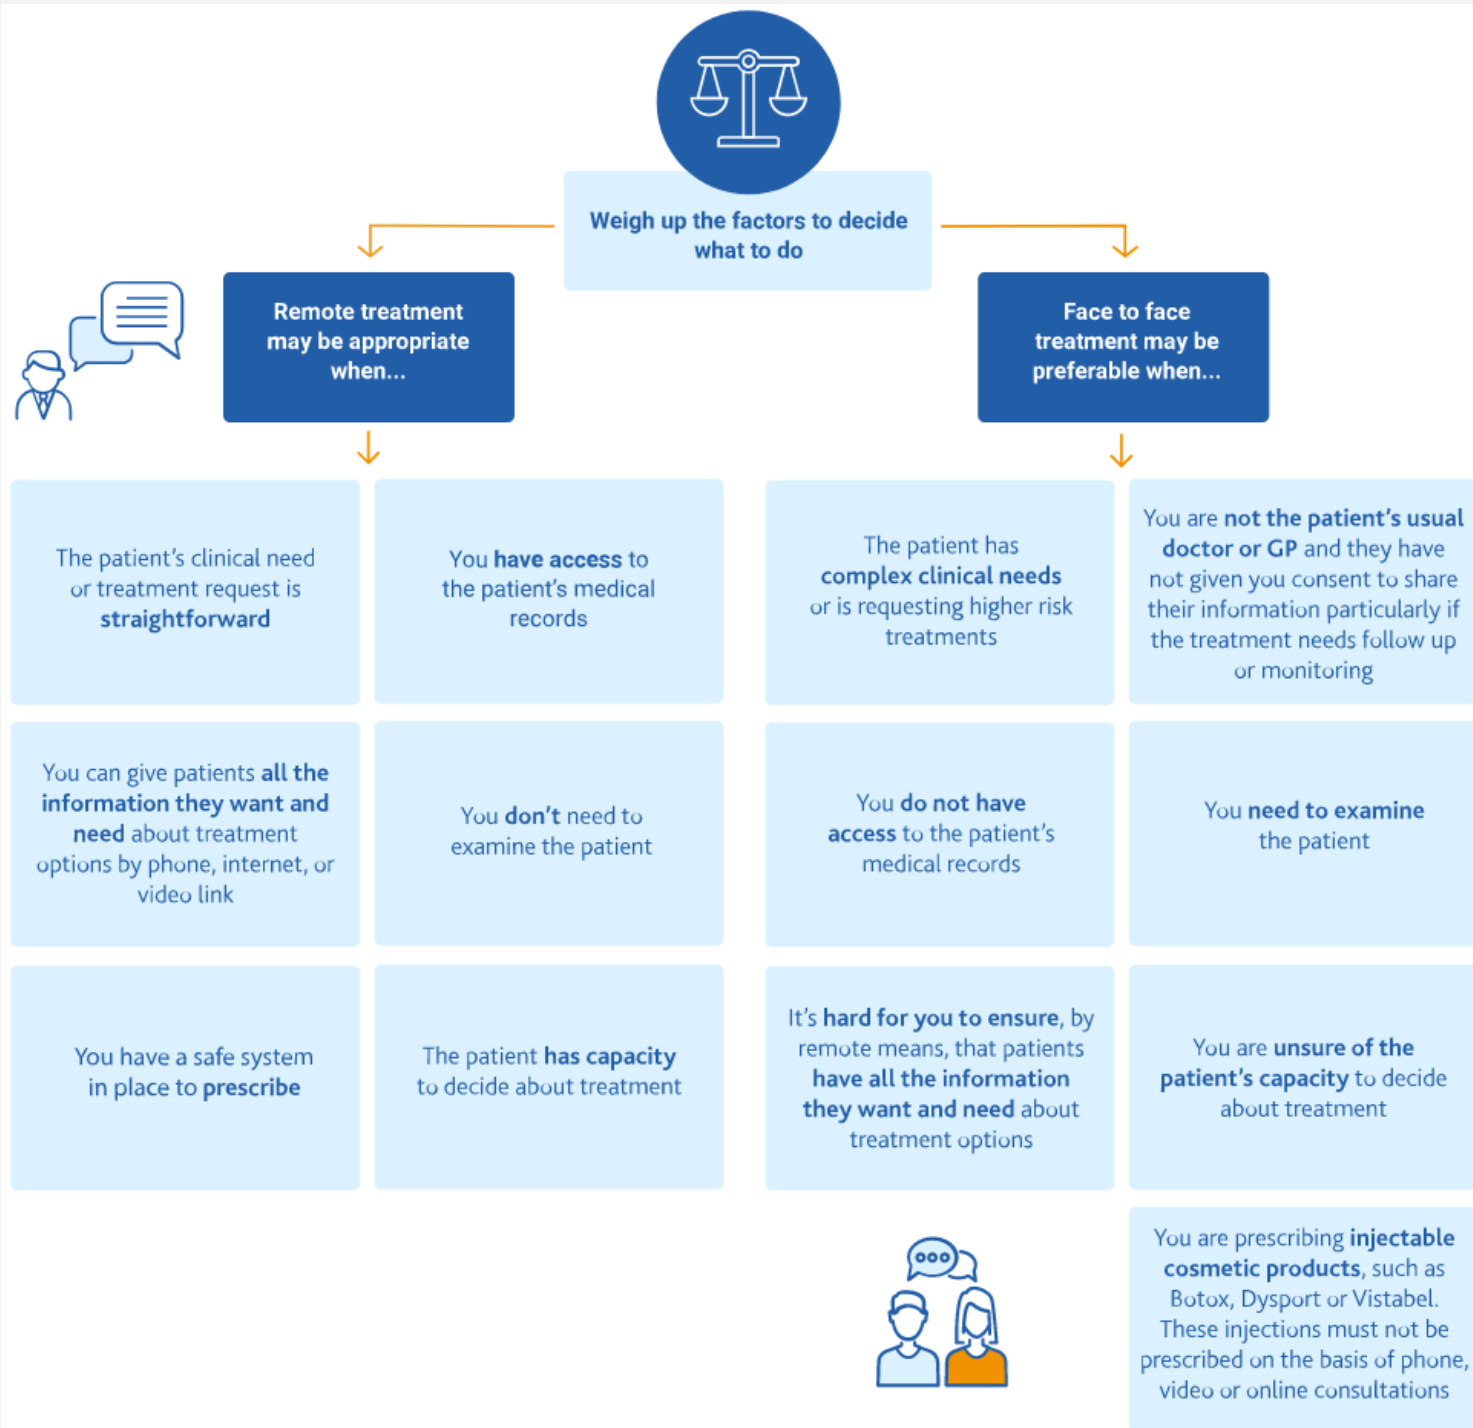 Weigh up the factors to decide
what to do
Remote treatment
may be appropriate
when...
Face to face
treatment may be
preferable when...
The patient's clinical need
or treatment request is
straightforward
You have access to
the patient's medical
records
You can give patients all the
information they want and
need about treatment
options by phone, internet, or
video link
You don't need to
examine the patient
You have a safe system
in place to prescribe
The patient has capacity
to decide about treatment
The patient has
complex clinical needs
or is requesting higher risk
treatments
You are not the patient's usual
doctor or GP and they have
not given you consent to share
their information particularly if
the treatment needs follow up
or monitoring
You do not have
access to the patient's
medical records
You need to examine
the patient
It's hard for you to ensure, by
remote means, that patients
have all the information
they want and need about
treatment options
You are unsure of the
patient's capacity to decide
about treatment
You are prescribing injectable
cosmetic products, such as
Botox, Dysport or Vistabel.
These injections must not be
prescribed on the basis of phone,
video or online consultations